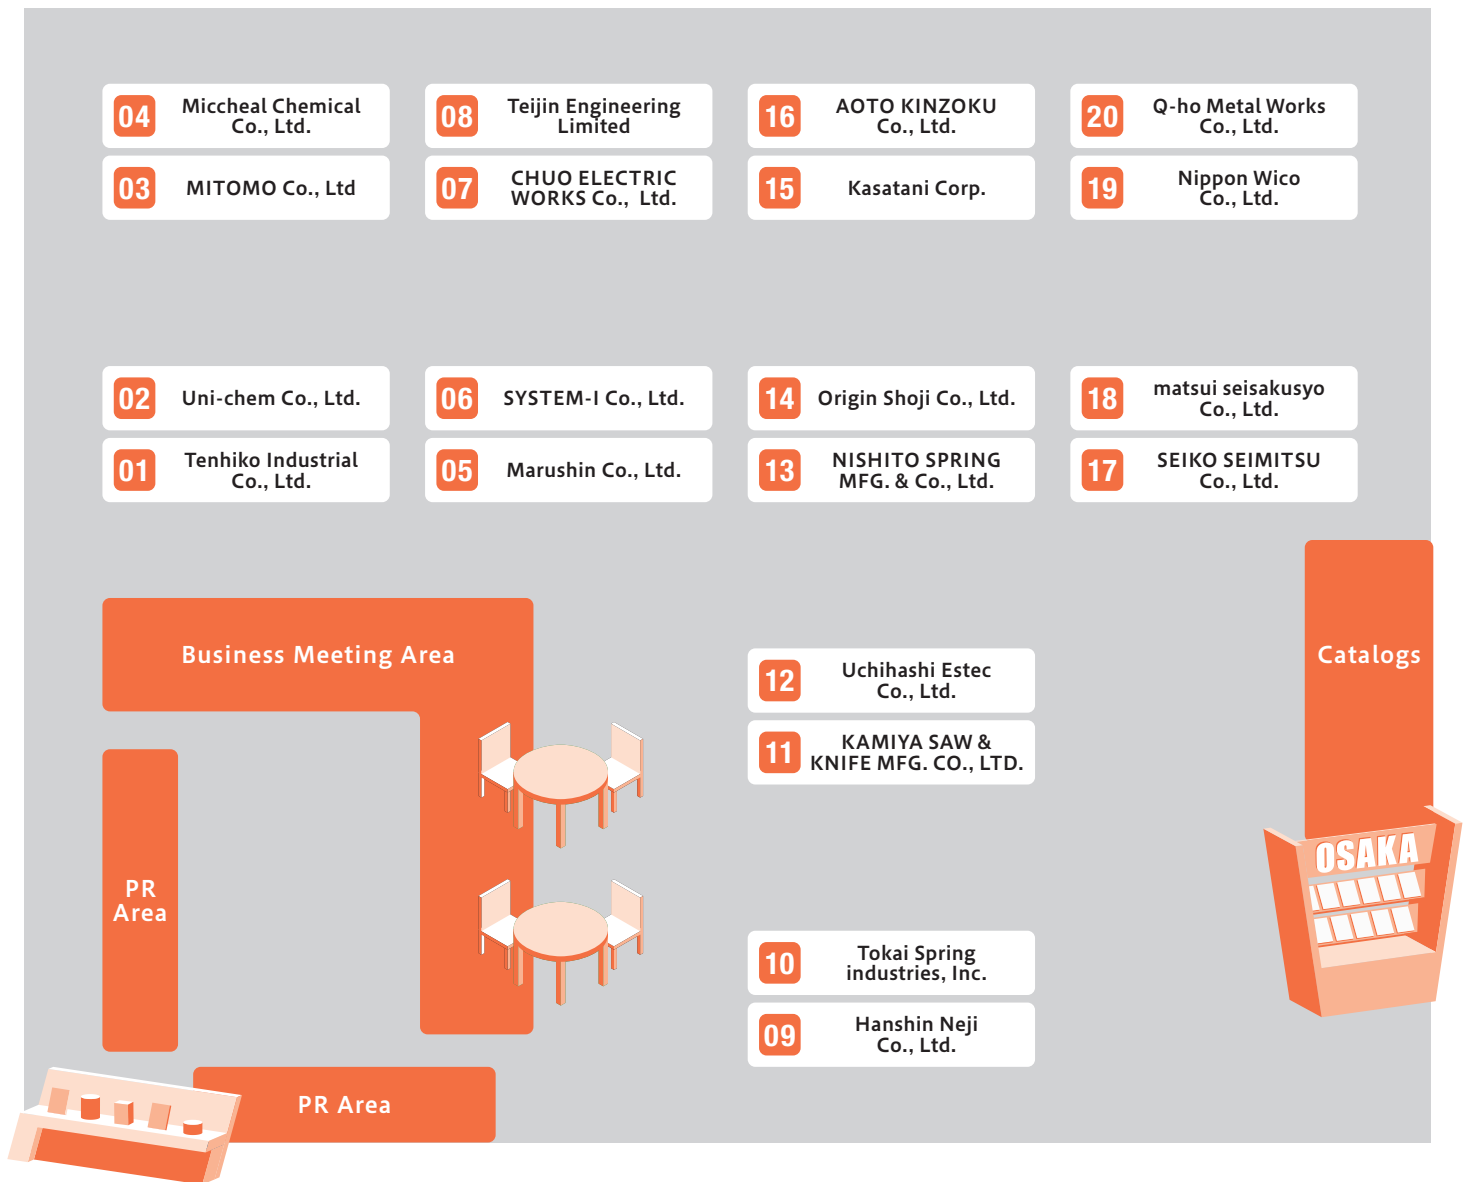 04
Miccheal Chemical
Co., Ltd.
08
Teijin Engineering
Limited
16
AOTO KINZOKU
Co., Ltd.
20
Q-ho Metal Works
Co., Ltd.
03
MITOMO Co., Ltd
07
CHUO ELECTRIC
WORKS Co., Ltd.
15
Kasatani Corp.
19
Nippon Wico
Co., Ltd.
02
Uni-chem Co., Ltd.
06
SYSTEM-I Co., Ltd.
14
Origin Shoji Co., Ltd.
18
matsui seisakusyo
Co., Ltd.
01
Tenhiko Industrial
Co., Ltd.
05
Marushin Co., Ltd.
13
NISHITO SPRING
MFG. & Co., Ltd.
17
SEIKO SEIMITSU
Co., Ltd.
Business Meeting Area
12
Uchihashi Estec
Co., Ltd.
Catalogs
11
KAMIYA SAW &
KNIFE MFG. CO., LTD.
OSAKA
PR
Area
10
Tokai Spring
industries, Inc.
09
Hanshin Neji
Co., Ltd.
PR Area